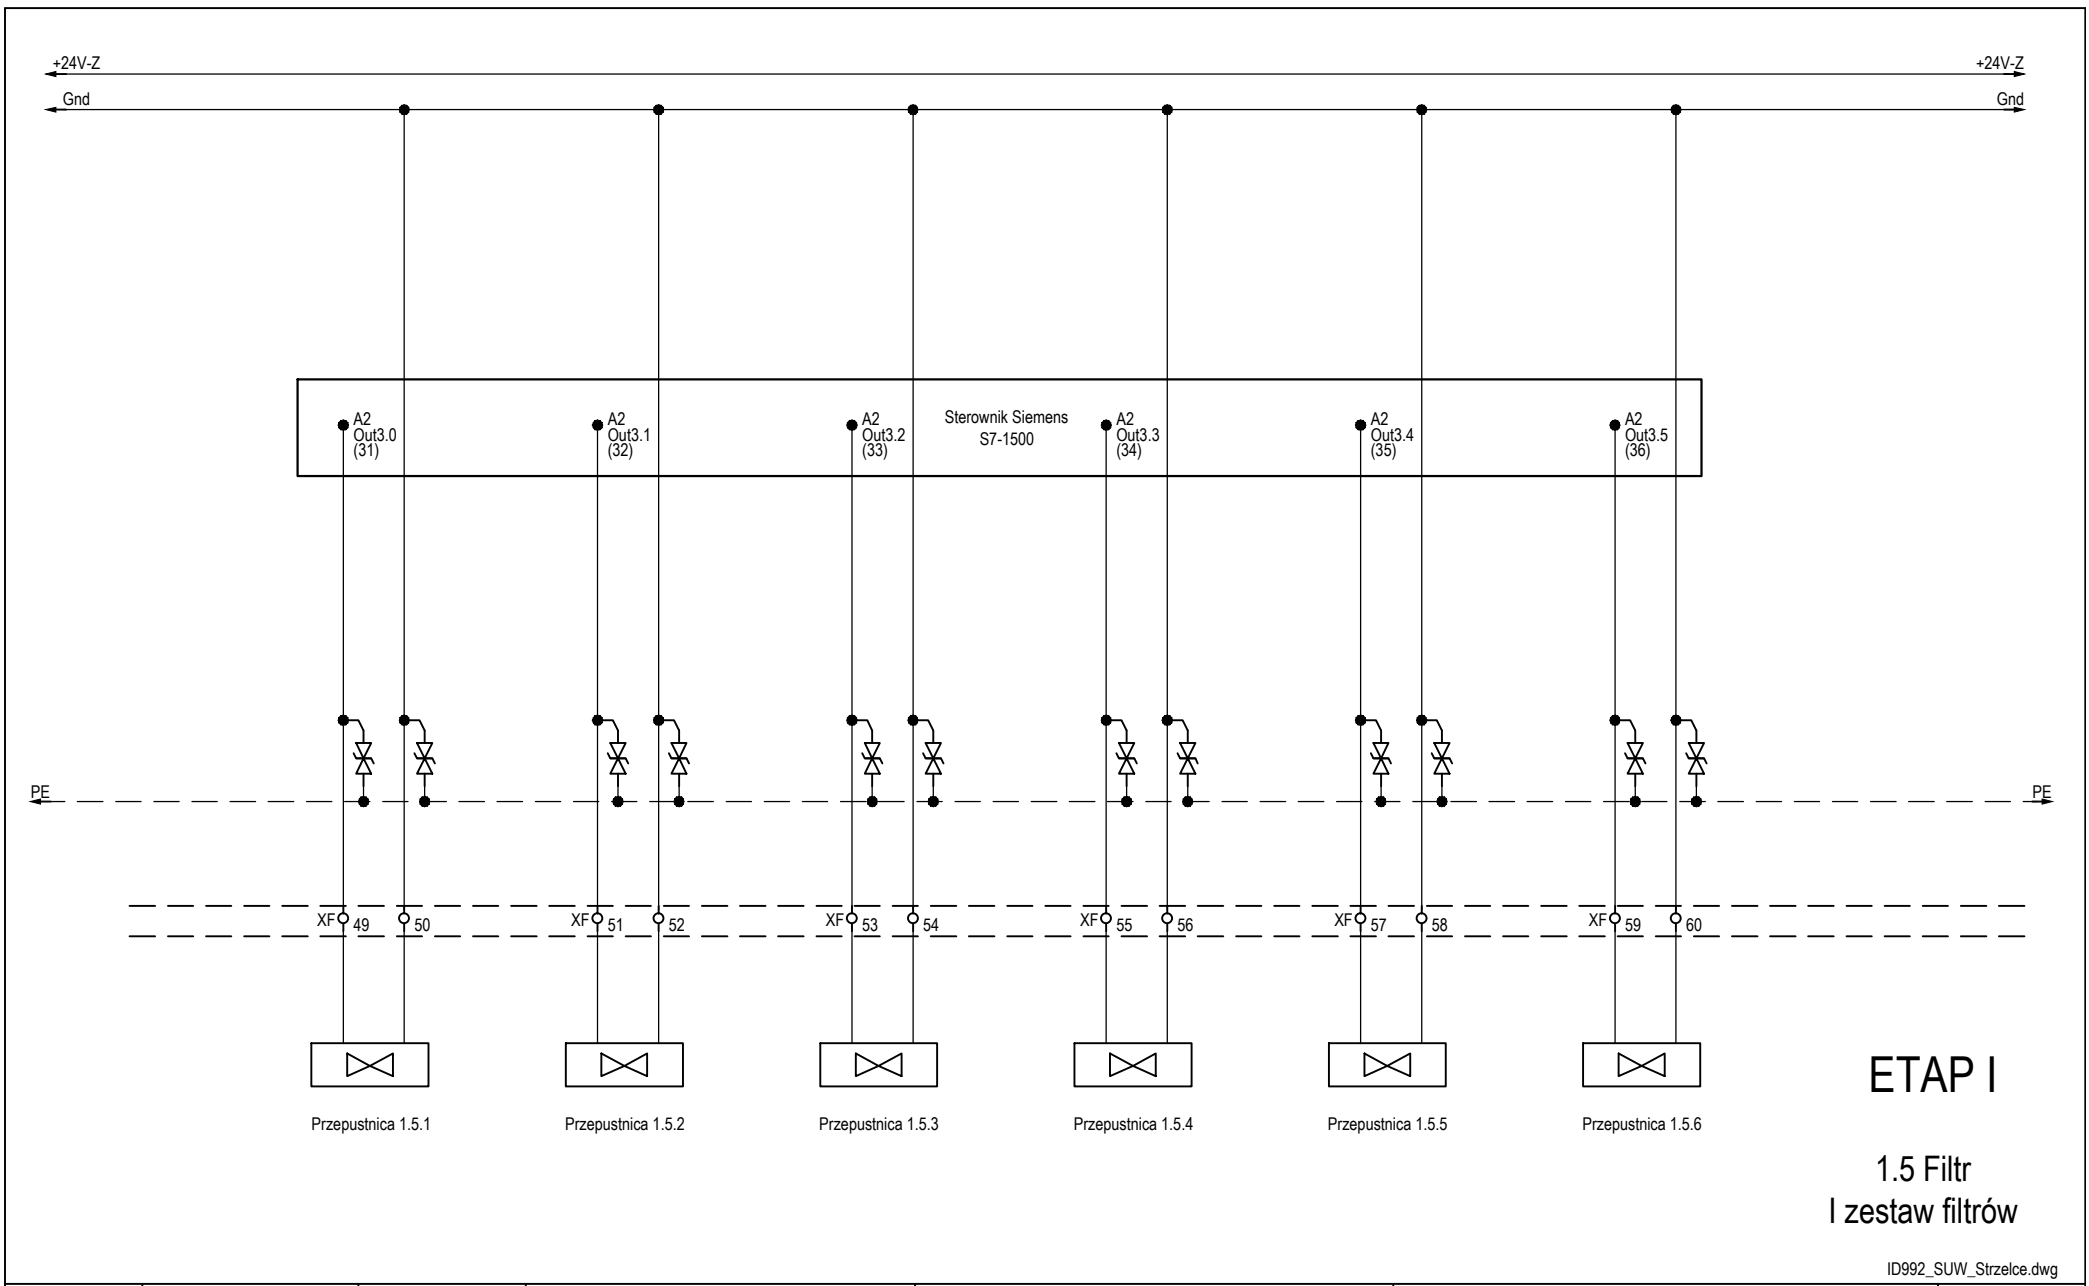 +24V-Z +24V-Z
Gnd Gnd
A2 A2 A2 Sterownik Siemens A2 A2 A2
Out3.0 Out3.1 Out3.2 S7-1500 Out3.3 Out3.4 Out3.5
(31) (32) (33) (34) (35) (36)
PE PE
XF 49 50 XF 51 52 XF 53 54 XF 55 56 XF 57 58 XF 59 60
Przepustnica 1.5.1 Przepustnica 1.5.2 Przepustnica 1.5.3 Przepustnica 1.5.4 Przepustnica 1.5.5 Przepustnica 1.5.6
ETAP I
1.5 Filtr
I zestaw filtrów
ID992_SUW_Strzelce.dwg